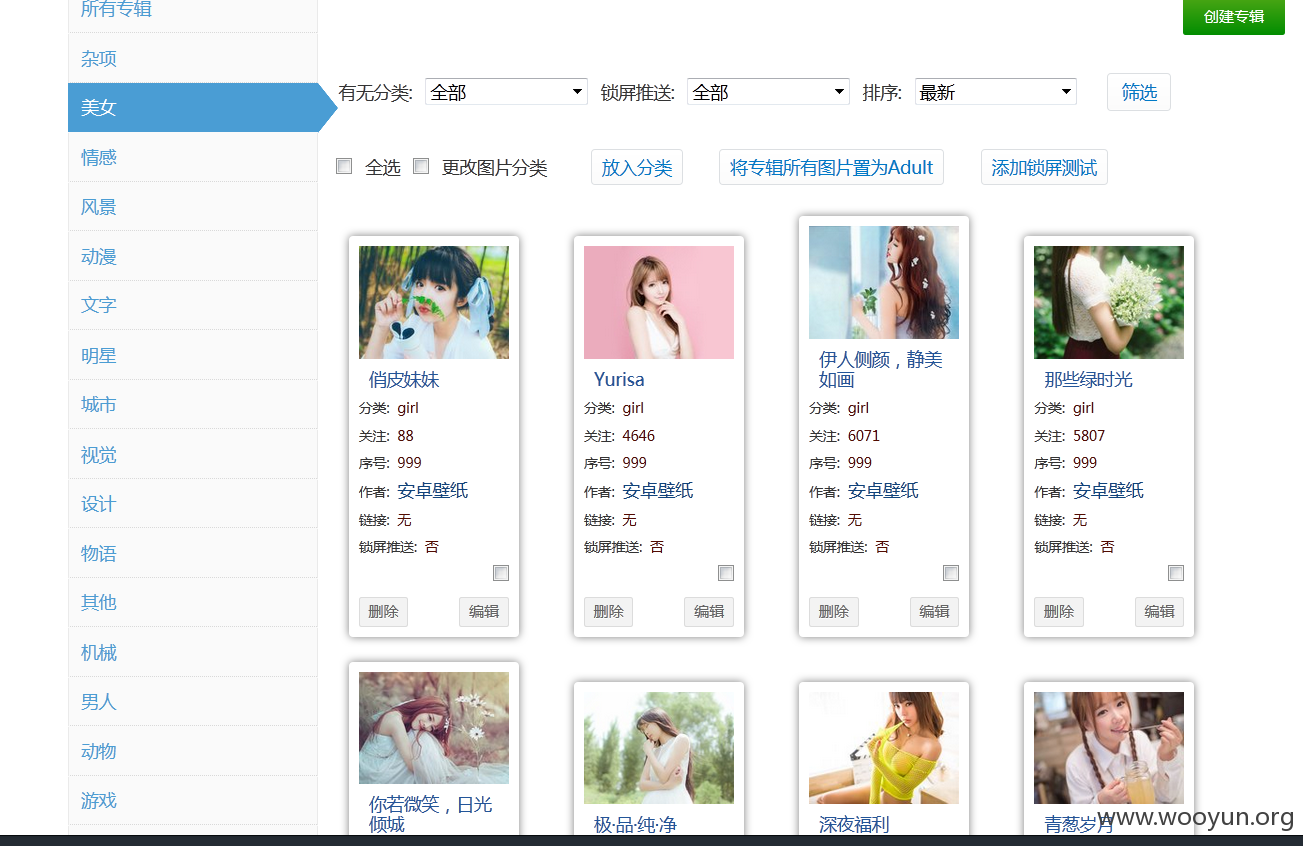 所有专辑
创建专辑
杂项
美女
情感
风景
动漫
文字
明星
城市
视觉
设计
物语
其他
机械
男人
动物
游戏
有无分类: 全部 锁屏推送: 全部 排序: 最新 筛选
全选 更改图片分类 放入分类 将专辑所有图片置为Adult 添加锁屏测试
俏皮妹妹
分类: girl
关注: 88
序号: 999
作者: 安卓壁纸
链接: 无
锁屏推送: 否
删除 编辑
Yurisa
分类: girl
关注: 4646
序号: 999
作者: 安卓壁纸
链接: 无
锁屏推送: 否
删除 编辑
伊人侧颜，静美
如画
分类: girl
关注: 6071
序号: 999
作者: 安卓壁纸
链接: 无
锁屏推送: 否
删除 编辑
那些绿时光
分类: girl
关注: 5807
序号: 999
作者: 安卓壁纸
链接: 无
锁屏推送: 否
删除 编辑
你若微笑，日光
倾城
极·品·纯·净
深夜福利
青葱岁月
www.wooyun.org